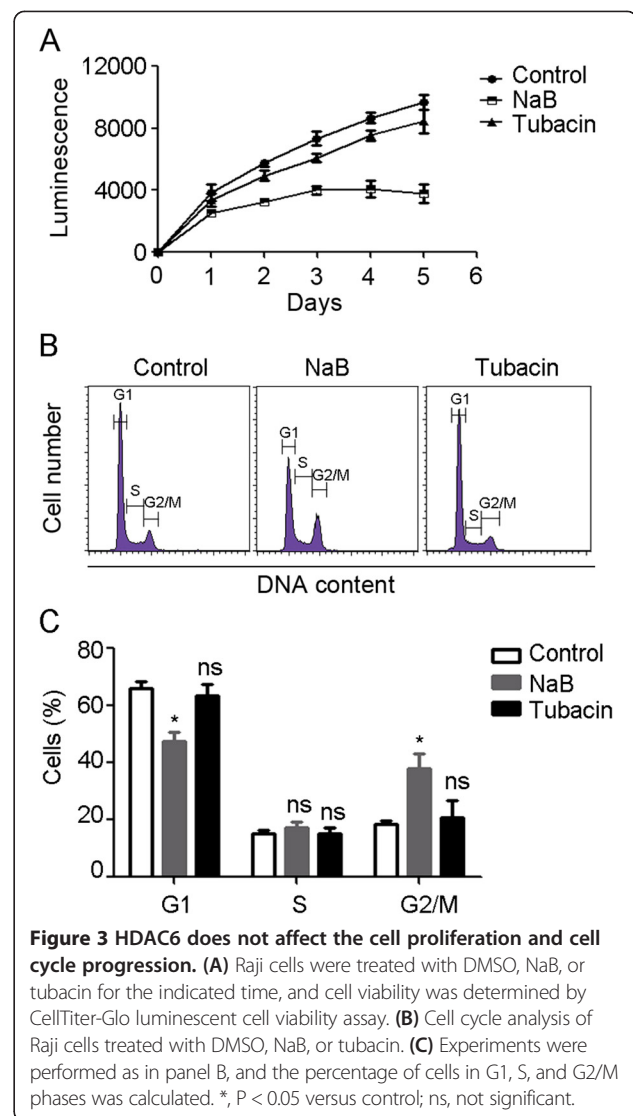 A
12000
8000
4000
0
Luminescence
0 1 2 3 4 5 6
Days
Control
NaB
Tubacin
B
Control NaB Tubacin
G1 S G2/M
G1 S G2/M
G1 S G2/M
Cell number
DNA content
C
80
60
40
20
0
Cells (%)
* ns
ns ns
* ns
G1 S G2/M
Control
NaB
Tubacin
Figure 3 HDAC6 does not affect the cell proliferation and cell
cycle progression. (A) Raji cells were treated with DMSO, NaB, or
tubacin for the indicated time, and cell viability was determined by
CellTiter-Glo luminescent cell viability assay. (B) Cell cycle analysis of
Raji cells treated with DMSO, NaB, or tubacin. (C) Experiments were
performed as in panel B, and the percentage of cells in G1, S, and G2/M
phases was calculated. *, P < 0.05 versus control; ns, not significant.